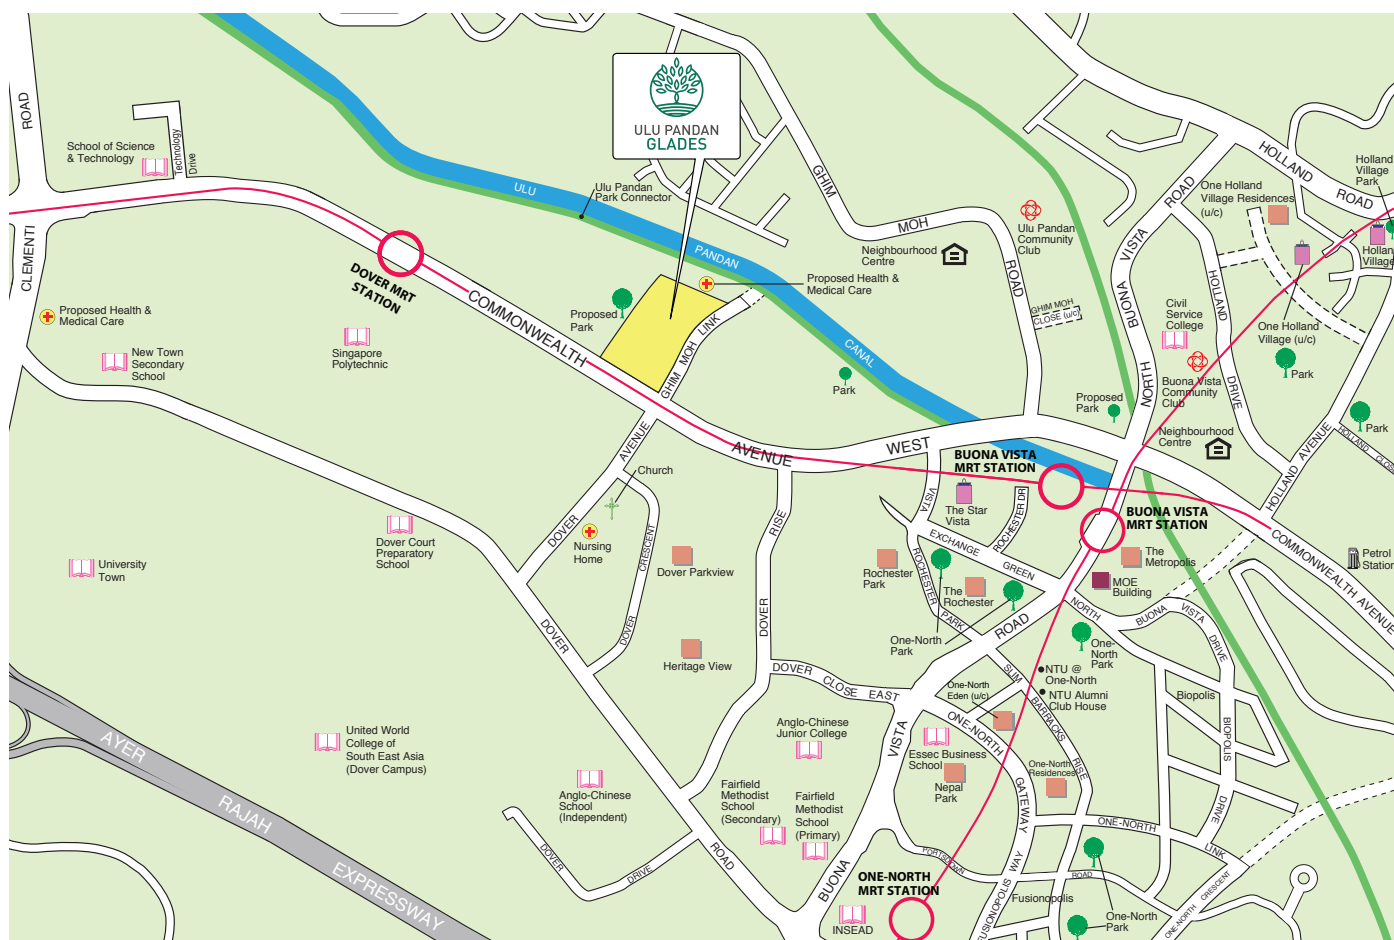 ULU PANDAN
GLADES
ROAD
School of Science
& Technology
Technology
Drive
CLEMENTI
DOVER MRT
STATION
Proposed Health &
Medical Care
New Town
Secondary
School
Singapore
Polytechnic
ULU
PANDAN
CANAL
Ulu Pandan
Park Connector
Proposed
Park
Proposed Health &
Medical Care
GHIM MOH LINK
GHIM
MOH
ROAD
Neighbourhood
Centre
Ulu Pandan
Community
Club
GHIM MOH
CLOSE (u/c)
Park
Proposed
Park
COMMONWEALTH
AVENUE
WEST
NORTH
BUONA
VISTA
ROAD
HOLLAND
ROAD
Holland
Village
Park
One Holland
Village Residences
(u/c)
Holland
Village
One Holland
Village (u/c)
Park
HOLLAND
DRIVE
Civil
Service
College
Buona Vista
Community
Club
Neighbourhood
Centre
HOLLAND AVENUE
Park
HOLLAND CLOSE
COMMONWEALTH AVENUE
Petrol
Station
BUONA VISTA
MRT STATION
BUONA VISTA
MRT STATION
The Star
Vista
VISTA
EXCHANGE
GREEN
ROCHESTER DR
ROCHESTER
PARK
Rochester
Park
The
Rochester
One-North
Park
The
Metropolis
MOE
Building
NORTH
BUONA
VISTA
DRIVE
One-
North
Park
NTU @
One-North
NTU Alumni
Club House
Biopolis
BIOPOLIS
DRIVE
DOVER
AVENUE
Church
Nursing
Home
CRESCENT
DOVER
Dover Parkview
Heritage View
DOVER
RISE
Dover Court
Preparatory
School
University
Town
DOVER
ROAD
DOVER
CLOSE EAST
SLIM
BARRACKS
RISE
One-North
Eden (u/c)
ONE-NORTH
GATEWAY
Essec Business
School
Nepal
Park
One-North
Residences
Anglo-Chinese
Junior College
United World
College of
South East Asia
(Dover Campus)
Anglo-Chinese
School
(Independent)
Fairfield
Methodist
School
(Secondary)
Fairfield
Methodist
School
(Primary)
DOVER
DRIVE
BUONA
VISTA
ROAD
AYER
RAJAH
EXPRESSWAY
ONE-NORTH
MRT STATION
INSEAD
PORTSDOWN
ROAD
FUSIONOPOLIS WAY
Fusionopolis
ONE-NORTH
LINK
ONE-NORTH CRESCENT
One-North
Park